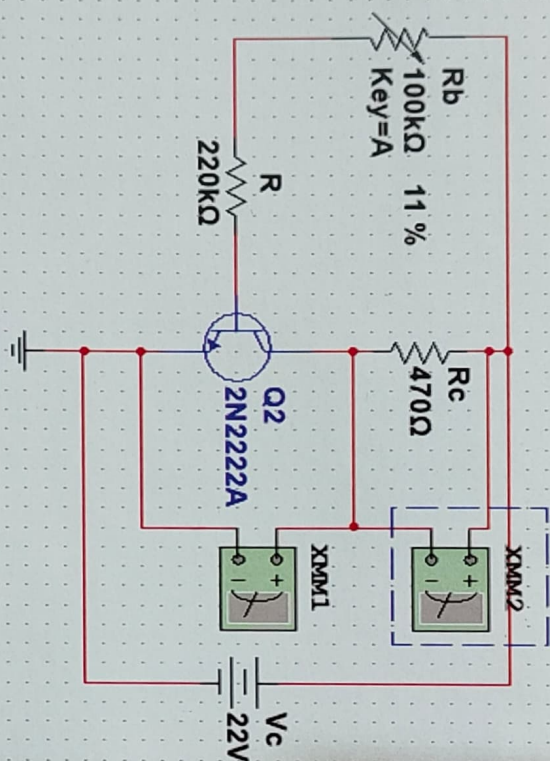 Rb
100kΩ 11 %
Key=A
R
220kΩ
Rc
470Ω
Q2
2N2222A
XMM2
+
-
XMM1
+
-
Vc
22V